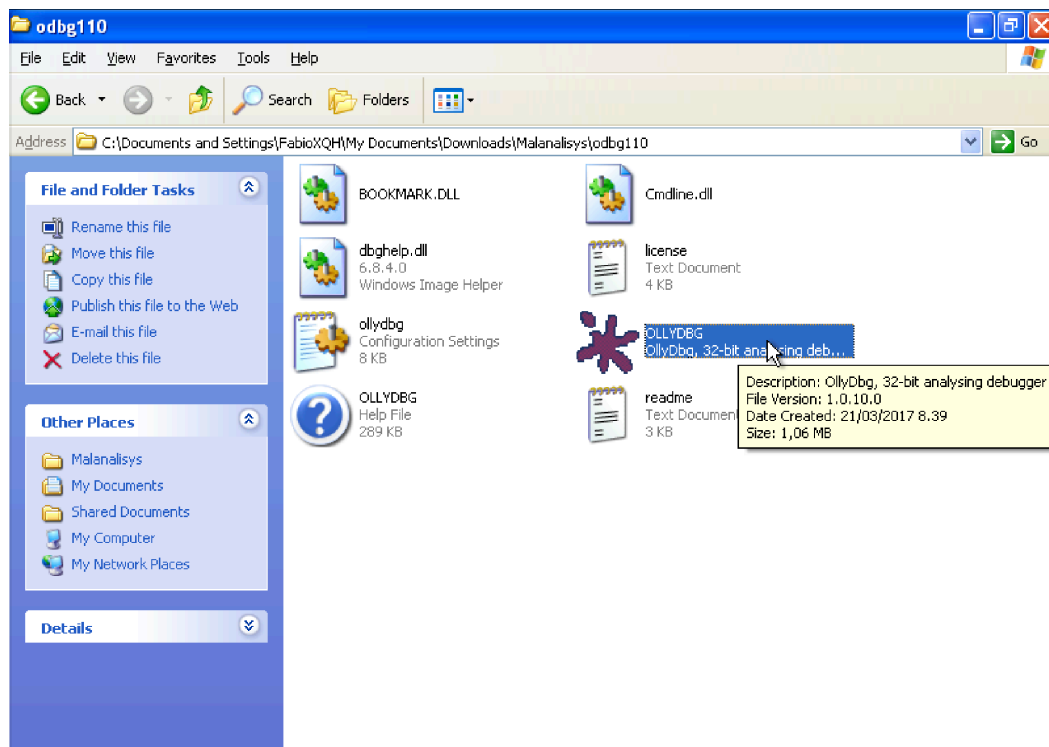 odbg110
File Edit View Favorites Tools Help
Back Search Folders
Address C:\Documents and Settings\FabioXQH\My Documents\Downloads\Malanalisys\odbg110 Go
File and Folder Tasks
Rename this file
Move this file
Copy this file
Publish this file to the Web
E-mail this file
Delete this file
Other Places
Malanalisys
My Documents
Shared Documents
My Computer
My Network Places
Details
BOOKMARK.DLL
Cmdline.dll
dbghelp.dll
6.8.4.0
Windows Image Helper
license
Text Document
4 KB
ollydbg
Configuration Settings
8 KB
OLLYDBG
OllyDbg, 32-bit analysing deb...
OLLYDBG
Help File
289 KB
readme
Text Document
3 KB
Description: OllyDbg, 32-bit analysing debugger
File Version: 1.0.10.0
Date Created: 21/03/2017 8.39
Size: 1,06 MB